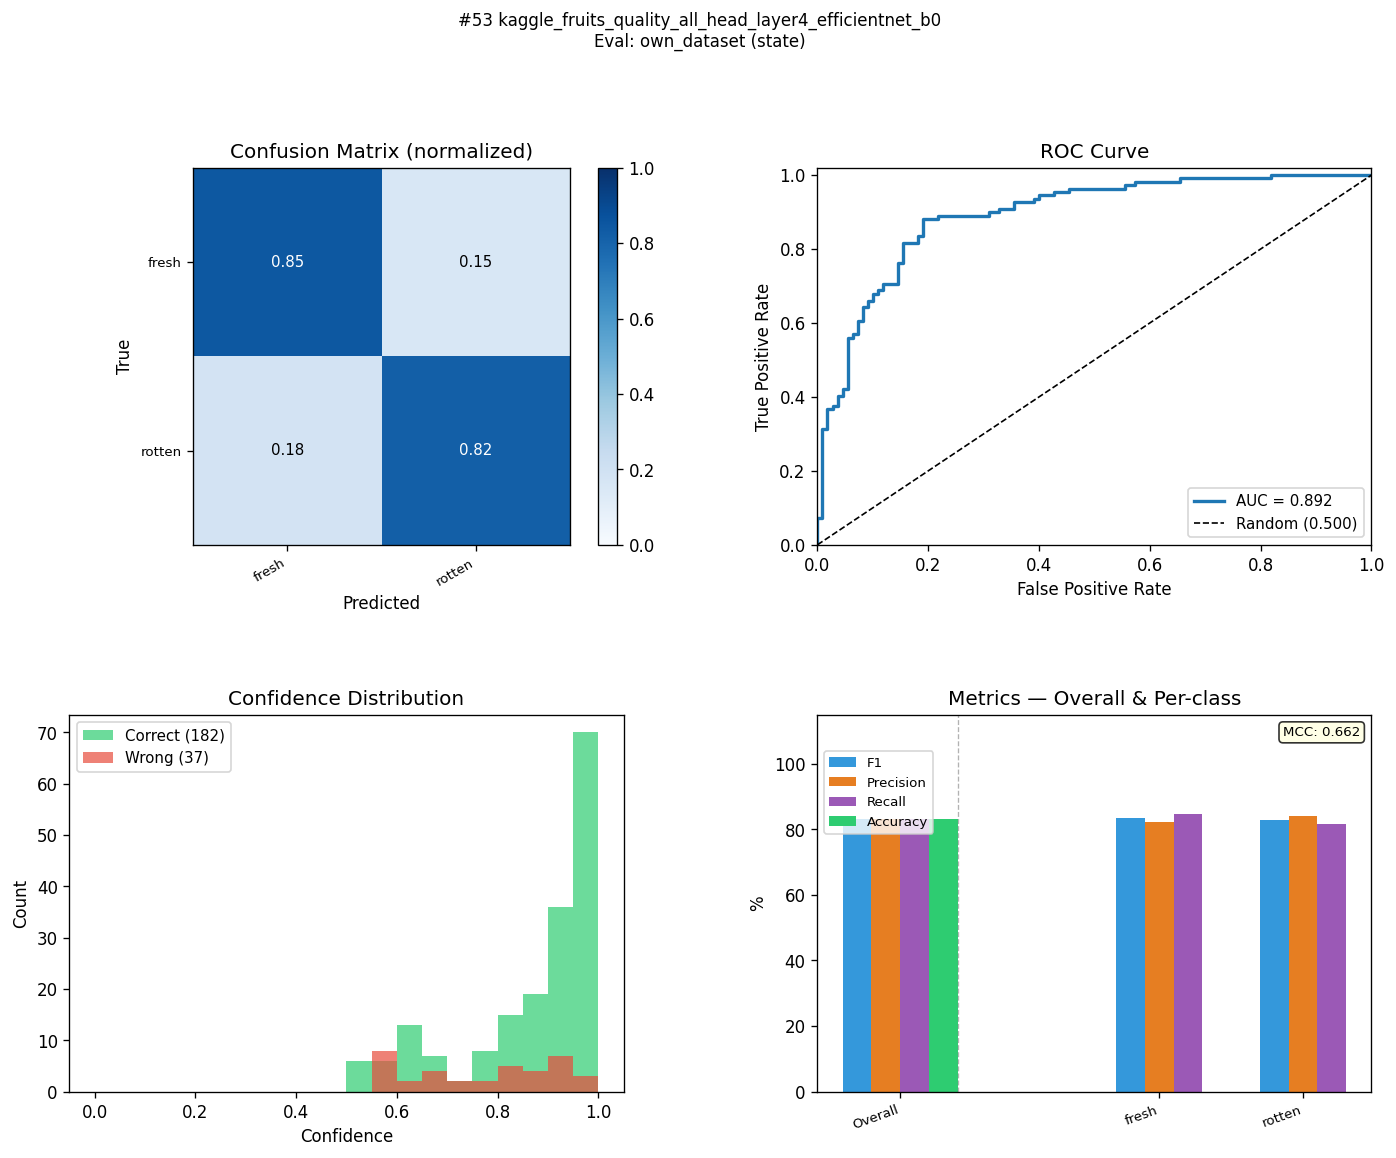 #53 kaggle_fruits_quality_all_head_layer4_efficientnet_b0
Eval: own_dataset (state)
Confusion Matrix (normalized)
True
fresh
rotten
0.85
0.15
0.18
0.82
fresh
rotten
Predicted
1.0
0.8
0.6
0.4
0.2
0.0
ROC Curve
True Positive Rate
1.0
0.8
0.6
0.4
0.2
0.0
AUC = 0.892
Random (0.500)
0.0 0.2 0.4 0.6 0.8 1.0
False Positive Rate
Confidence Distribution
Count
70
60
50
40
30
20
10
0
Correct (182)
Wrong (37)
0.0 0.2 0.4 0.6 0.8 1.0
Confidence
Metrics — Overall & Per-class
%
100
80
60
40
20
0
F1
Precision
Recall
Accuracy
MCC: 0.662
Overall
fresh
rotten